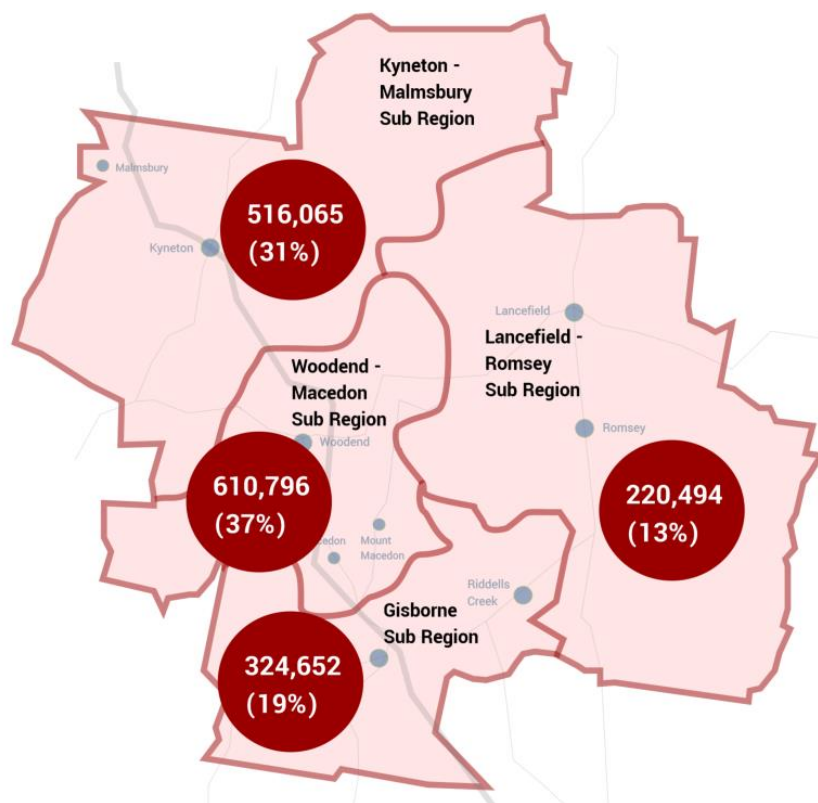 Kyneton -
Malmsbury
Sub Region
Malmsbury
516,065
(31%)
Kyneton
Lancefield
Lancefield -
Romsey
Sub Region
Woodend -
Macedon
Sub Region
Romsey
Woodend
610,796
(37%)
220,494
(13%)
edon
Mount
Macedon
Riddells
Creek
Gisborne
Sub Region
324,652
(19%)